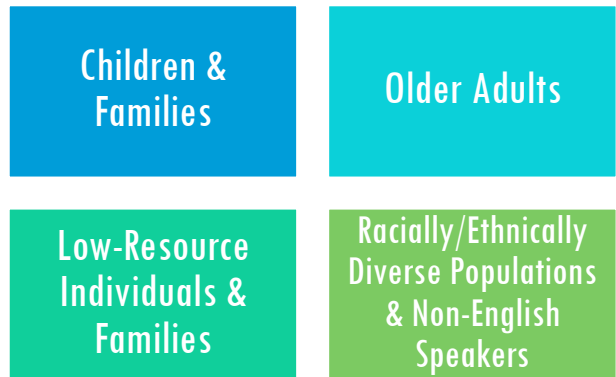 Children &
Families
Older Adults
Low-Resource
Individuals &
Families
Racially/Ethnically
Diverse Populations
& Non-English
Speakers